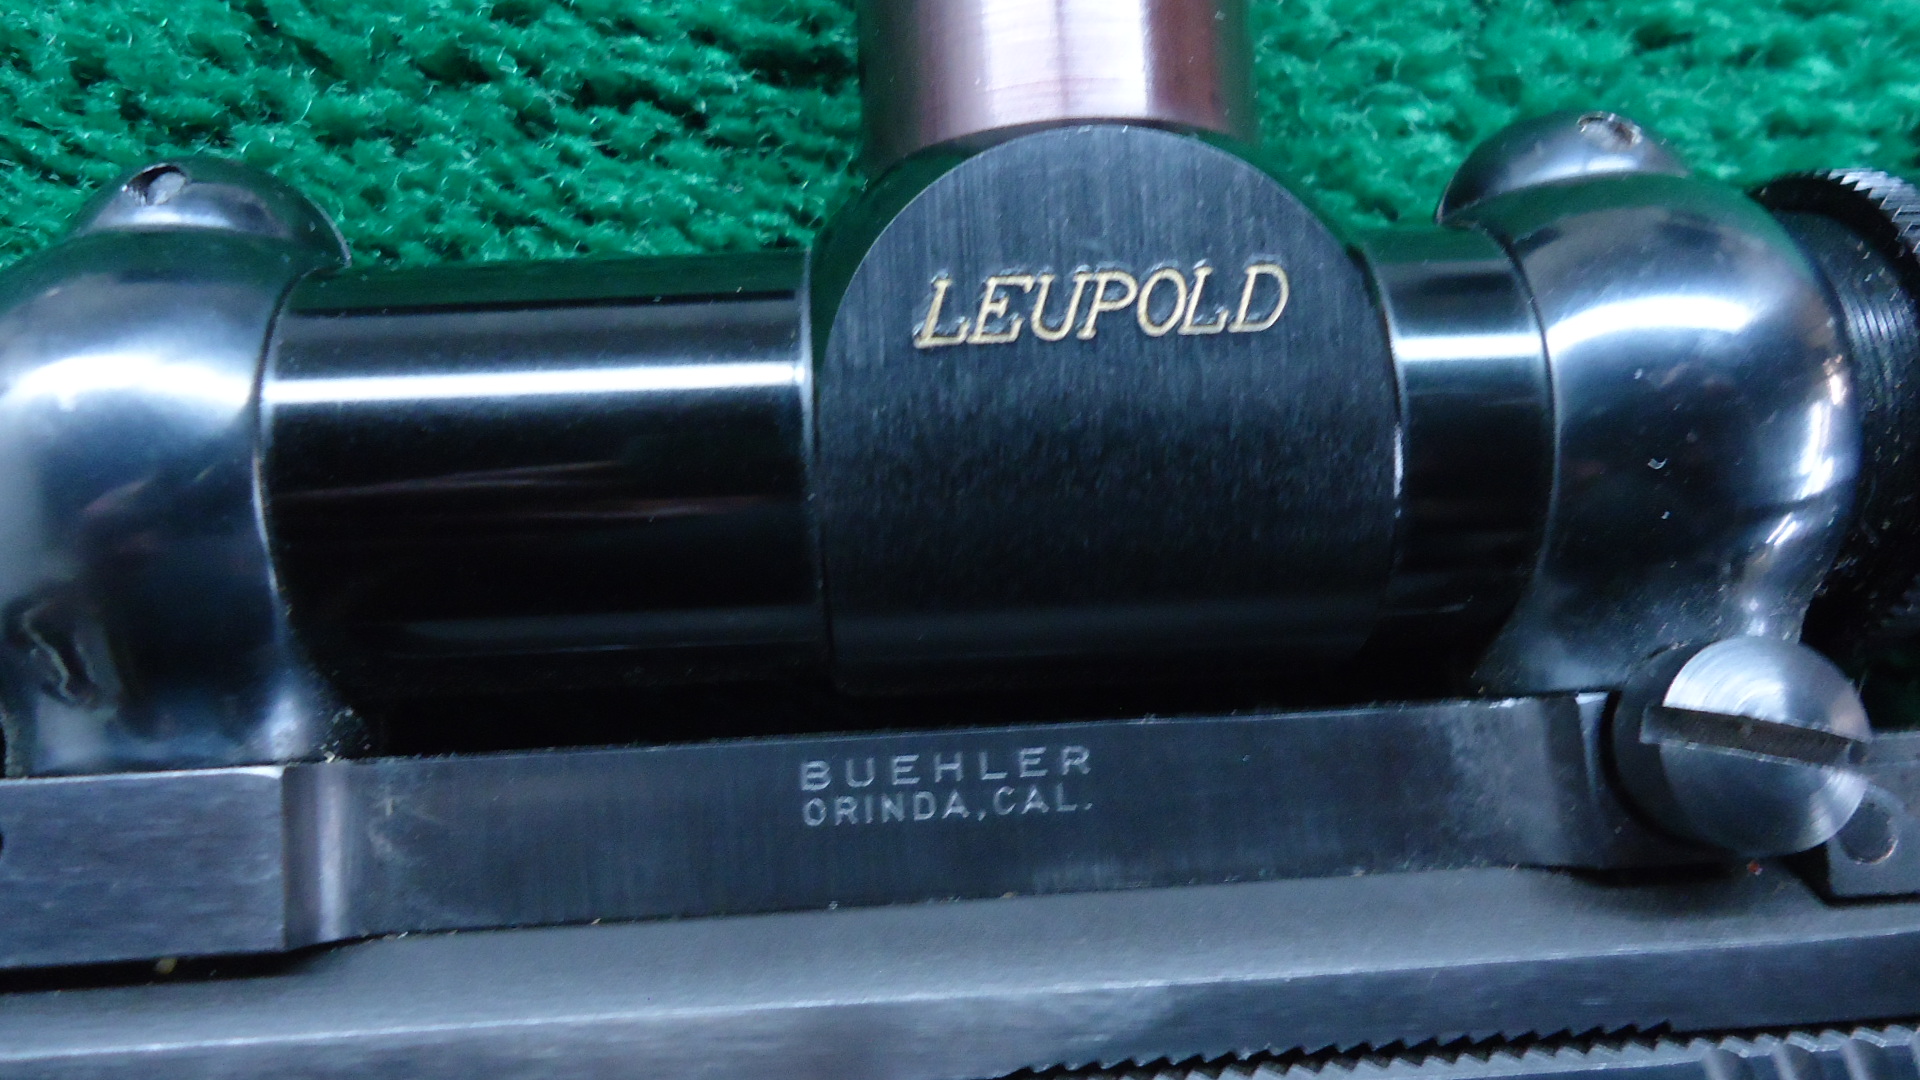 LEUPOLD
BUEHLER
ORINDA, CAL.